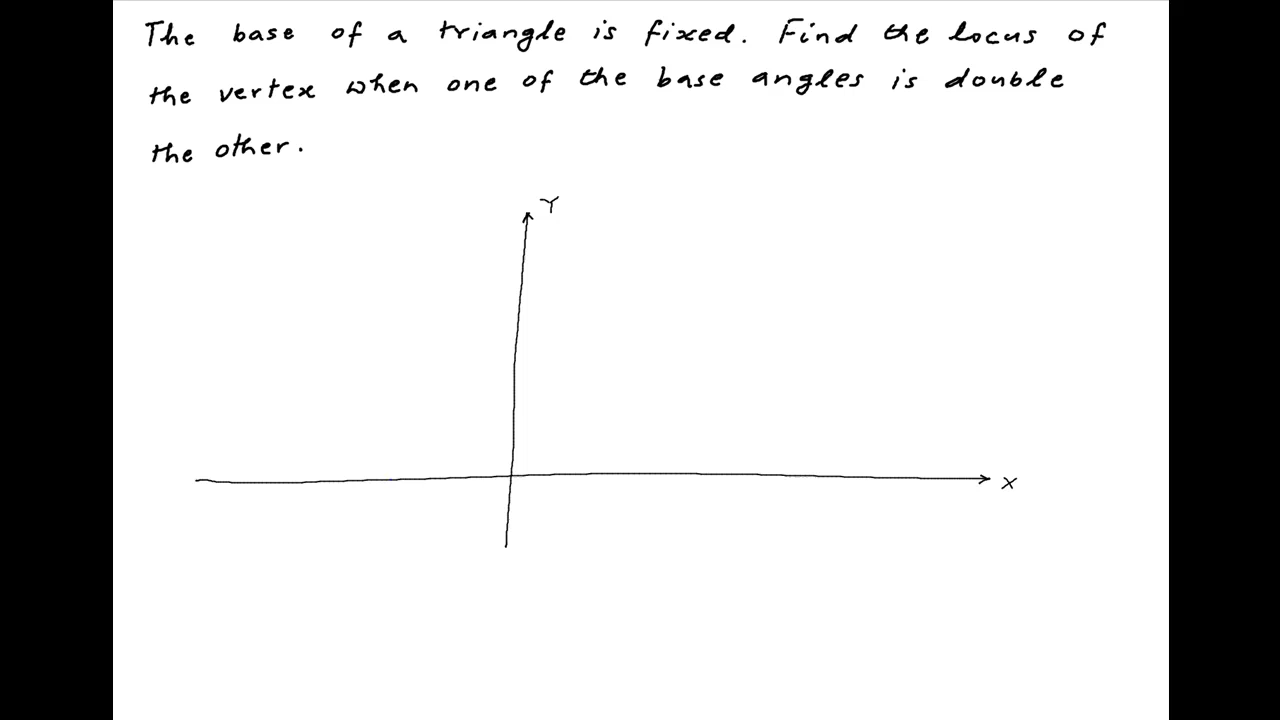 The base of a triangle is fixed. Find the locus of
the vertex when one of the base angles is double
the other.
Y
X